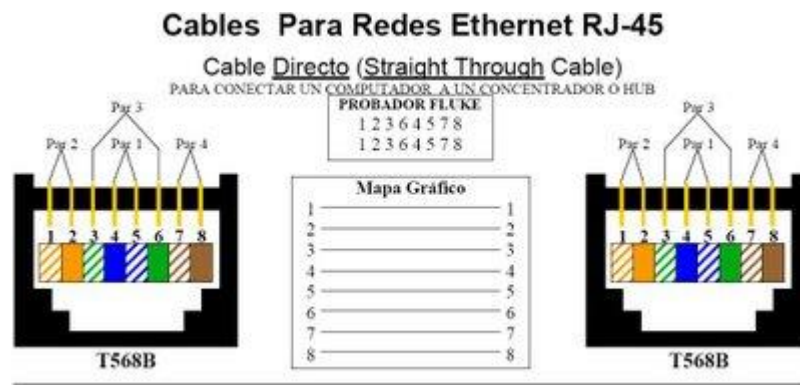 Cables Para Redes Ethernet RJ-45
Cable Directo (Straight Through Cable)
PARA CONECTAR UN COMPUTADOR A UN CONCENTRADOR O HUB
PROBADOR FLUKE
1 2 3 6 4 5 7 8
1 2 3 6 4 5 7 8
Par 3
Par 2 Par 1 Par 4
1 2 3 4 5 6 7 8
T568B
Mapa Gráfico
1 1
2 2
3 3
4 4
5 5
6 6
7 7
8 8
Par 3
Par 2 Par 1 Par 4
1 2 3 4 5 6 7 8
T568B